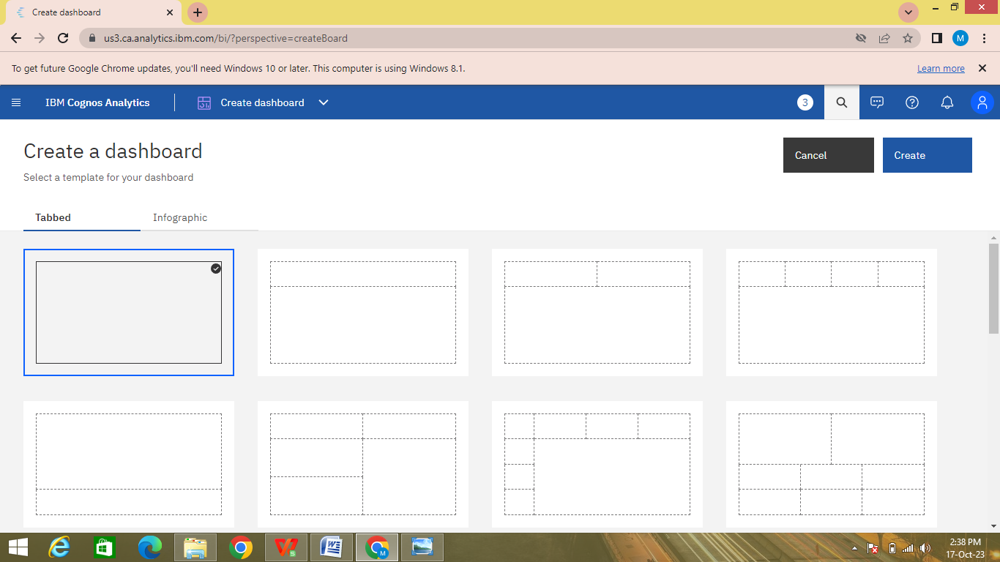 Create dashboard
us3.ca.analytics.ibm.com/bi/?perspective=createBoard
M
To get future Google Chrome updates, you'll need Windows 10 or later. This computer is using Windows 8.1.
Learn more
IBM Cognos Analytics
Create dashboard
3
Create a dashboard
Cancel
Create
Select a template for your dashboard
Tabbed
Infographic
2:38 PM
17-Oct-23